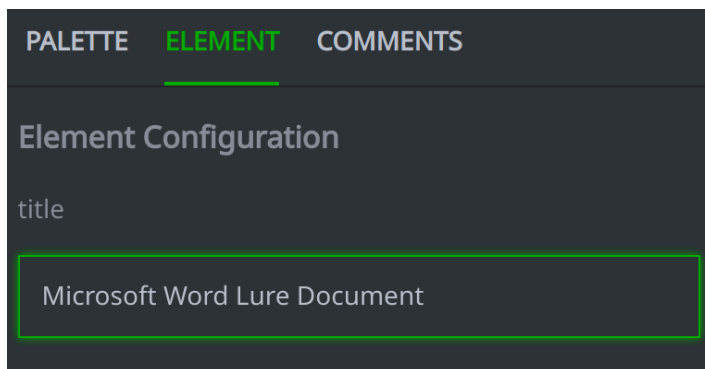 PALETTE ELEMENT COMMENTS
Element Configuration
title
Microsoft Word Lure Document